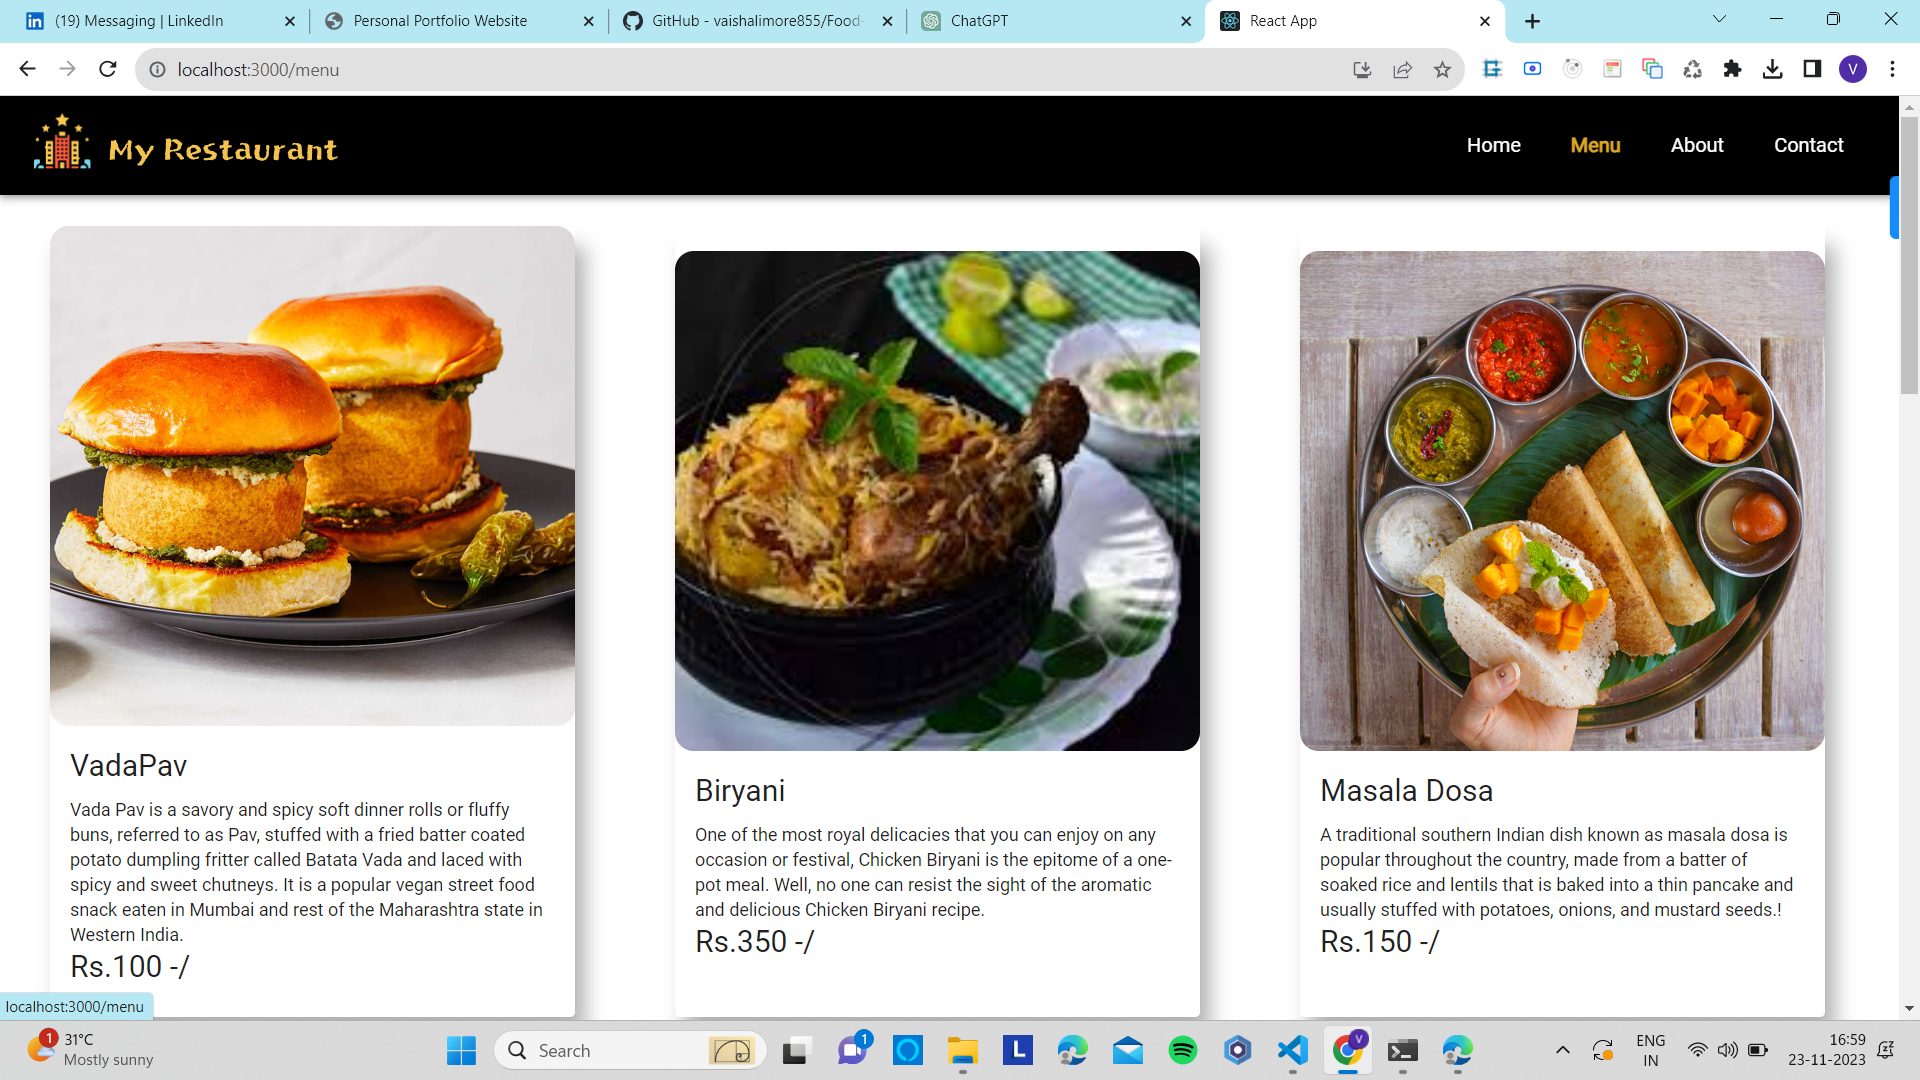 (19) Messaging | LinkedIn
Personal Portfolio Website
GitHub - vaishalimore855/Food-
ChatGPT
React App
localhost:3000/menu
V
My Restaurant
Home
Menu
About
Contact
VadaPav
Vada Pav is a savory and spicy soft dinner rolls or fluffy
buns, referred to as Pav, stuffed with a fried batter coated
potato dumpling fritter called Batata Vada and laced with
spicy and sweet chutneys. It is a popular vegan street food
snack eaten in Mumbai and rest of the Maharashtra state in
Western India.
Rs.100 -/
Biryani
One of the most royal delicacies that you can enjoy on any
occasion or festival, Chicken Biryani is the epitome of a one-
pot meal. Well, no one can resist the sight of the aromatic
and delicious Chicken Biryani recipe.
Rs.350 -/
Masala Dosa
A traditional southern Indian dish known as masala dosa is
popular throughout the country, made from a batter of
soaked rice and lentils that is baked into a thin pancake and
usually stuffed with potatoes, onions, and mustard seeds.!
Rs.150 -/
localhost:3000/menu
1
31°C
Mostly sunny
Search
1
L
V
ENG
IN
16:59
23-11-2023